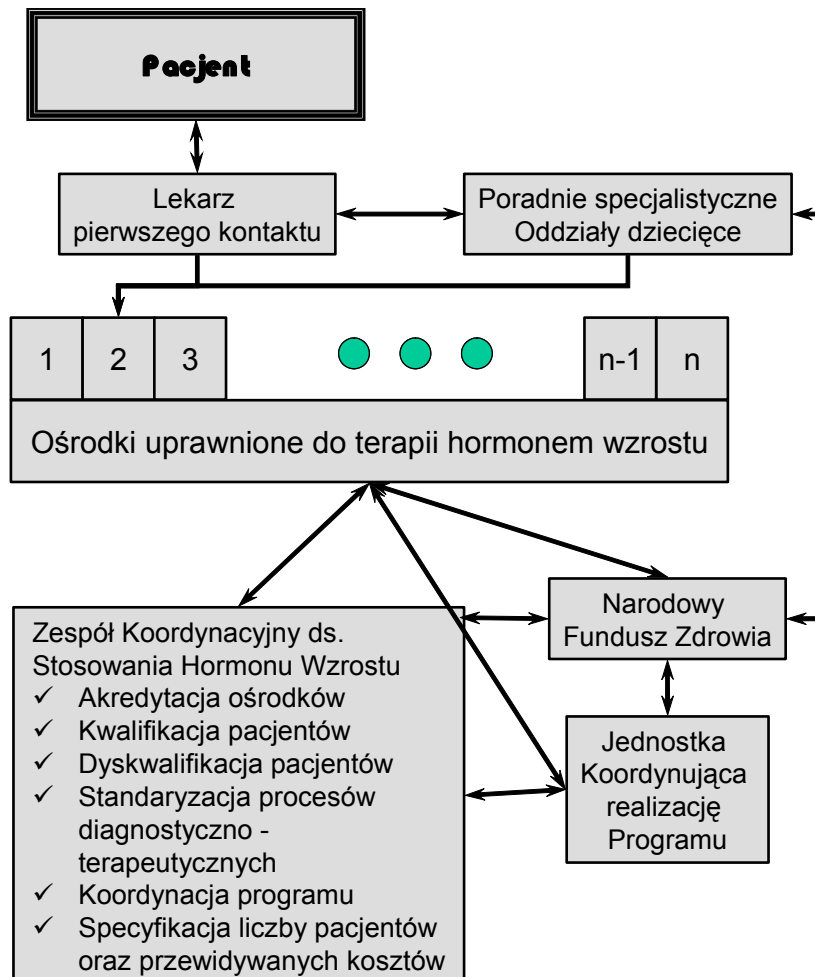 Pacjent
Lekarz
pierwszego kontaktu
Poradnie specjalistyczne
Oddziały dziecięce
1
2
3
n-1
n
Ośrodki uprawnione do terapii hormonem wzrostu
Zespół Koordynacyjny ds.
Stosowania Hormonu Wzrostu
✓ Akredytacja ośrodków
✓ Kwalifikacja pacjentów
✓ Dyskwalifikacja pacjentów
✓ Standaryzacja procesów
diagnostyczno -
terapeutycznych
✓ Koordynacja programu
✓ Specyfikacja liczby pacjentów
oraz przewidywanych kosztów
Narodowy
Fundusz Zdrowia
Jednostka
Koordynująca
realizację
Programu